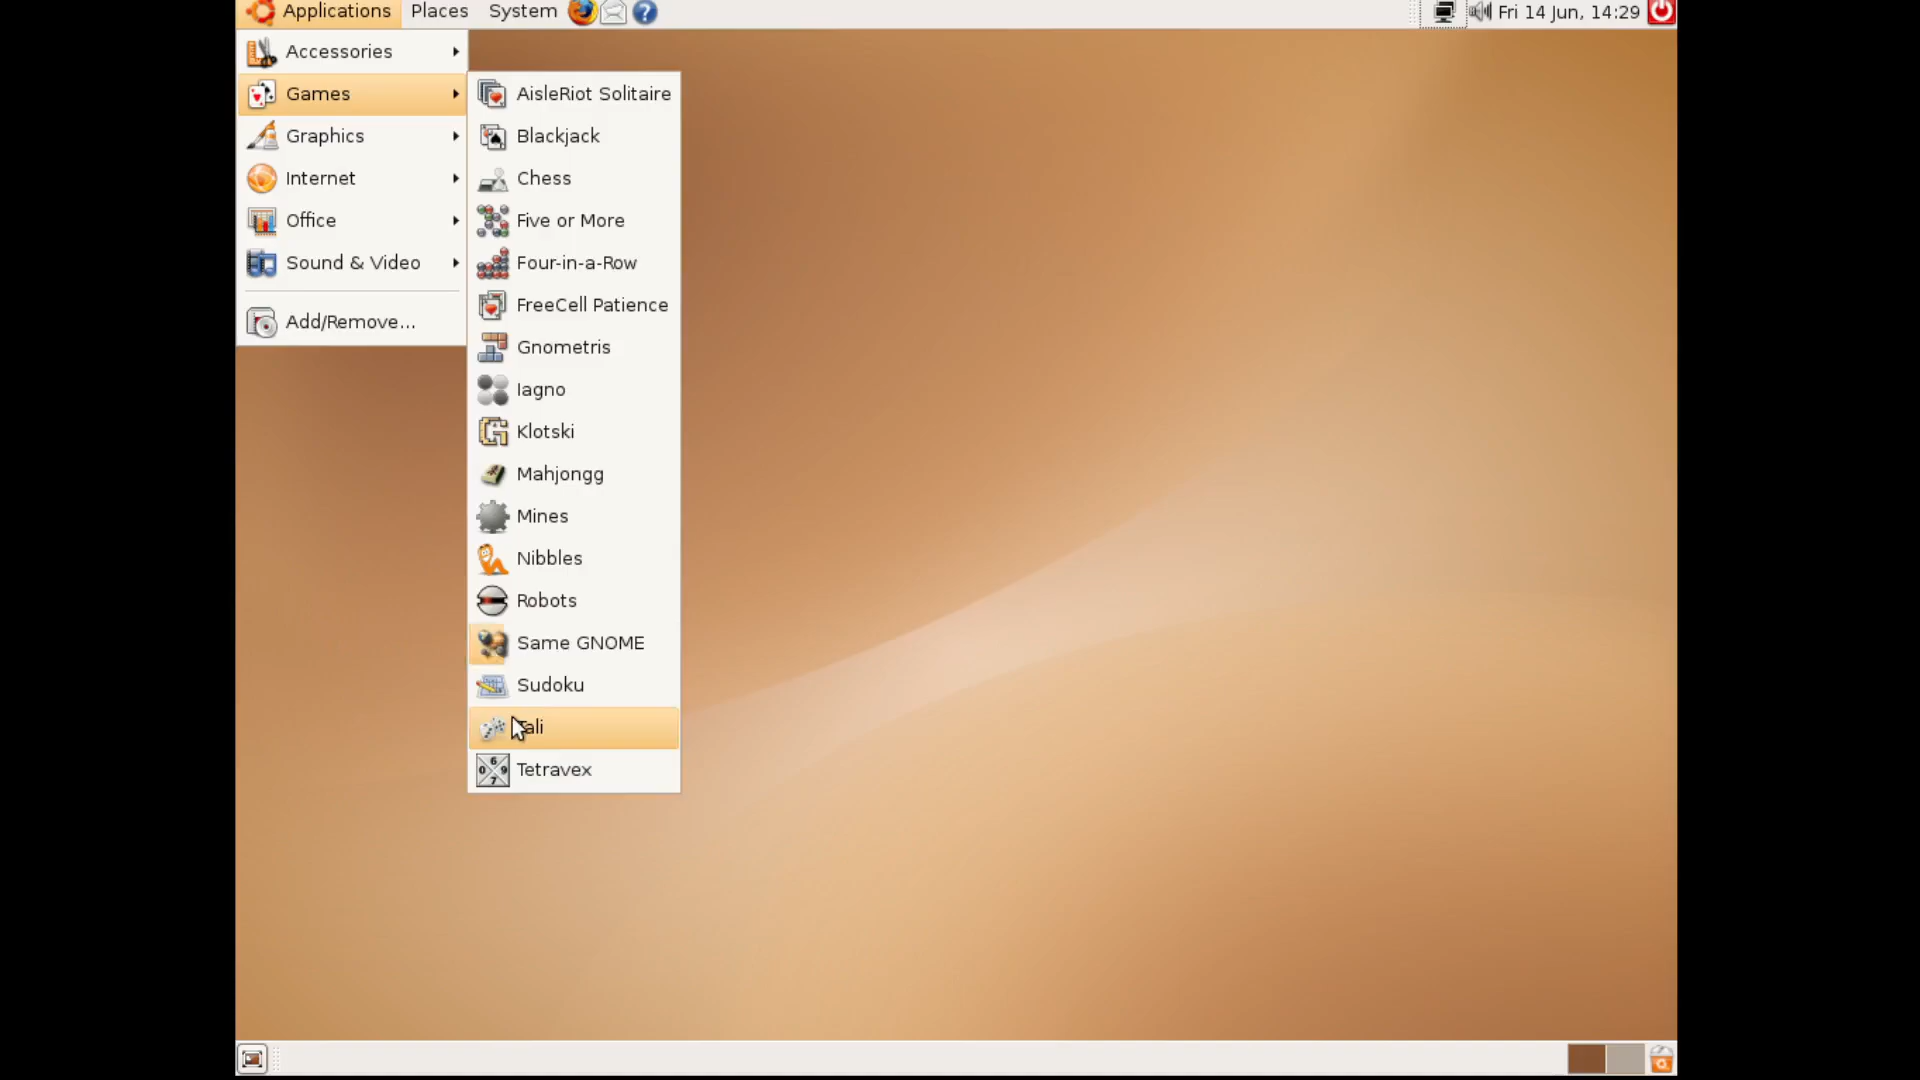 Applications Places System Fri 14 Jun, 14:29
Accessories
Games
Graphics
Internet
Office
Sound & Video
Add/Remove...
AisleRiot Solitaire
Blackjack
Chess
Five or More
Four-in-a-Row
FreeCell Patience
Gnometris
Iagno
Klotski
Mahjongg
Mines
Nibbles
Robots
Same GNOME
Sudoku
Tali
Tetravex